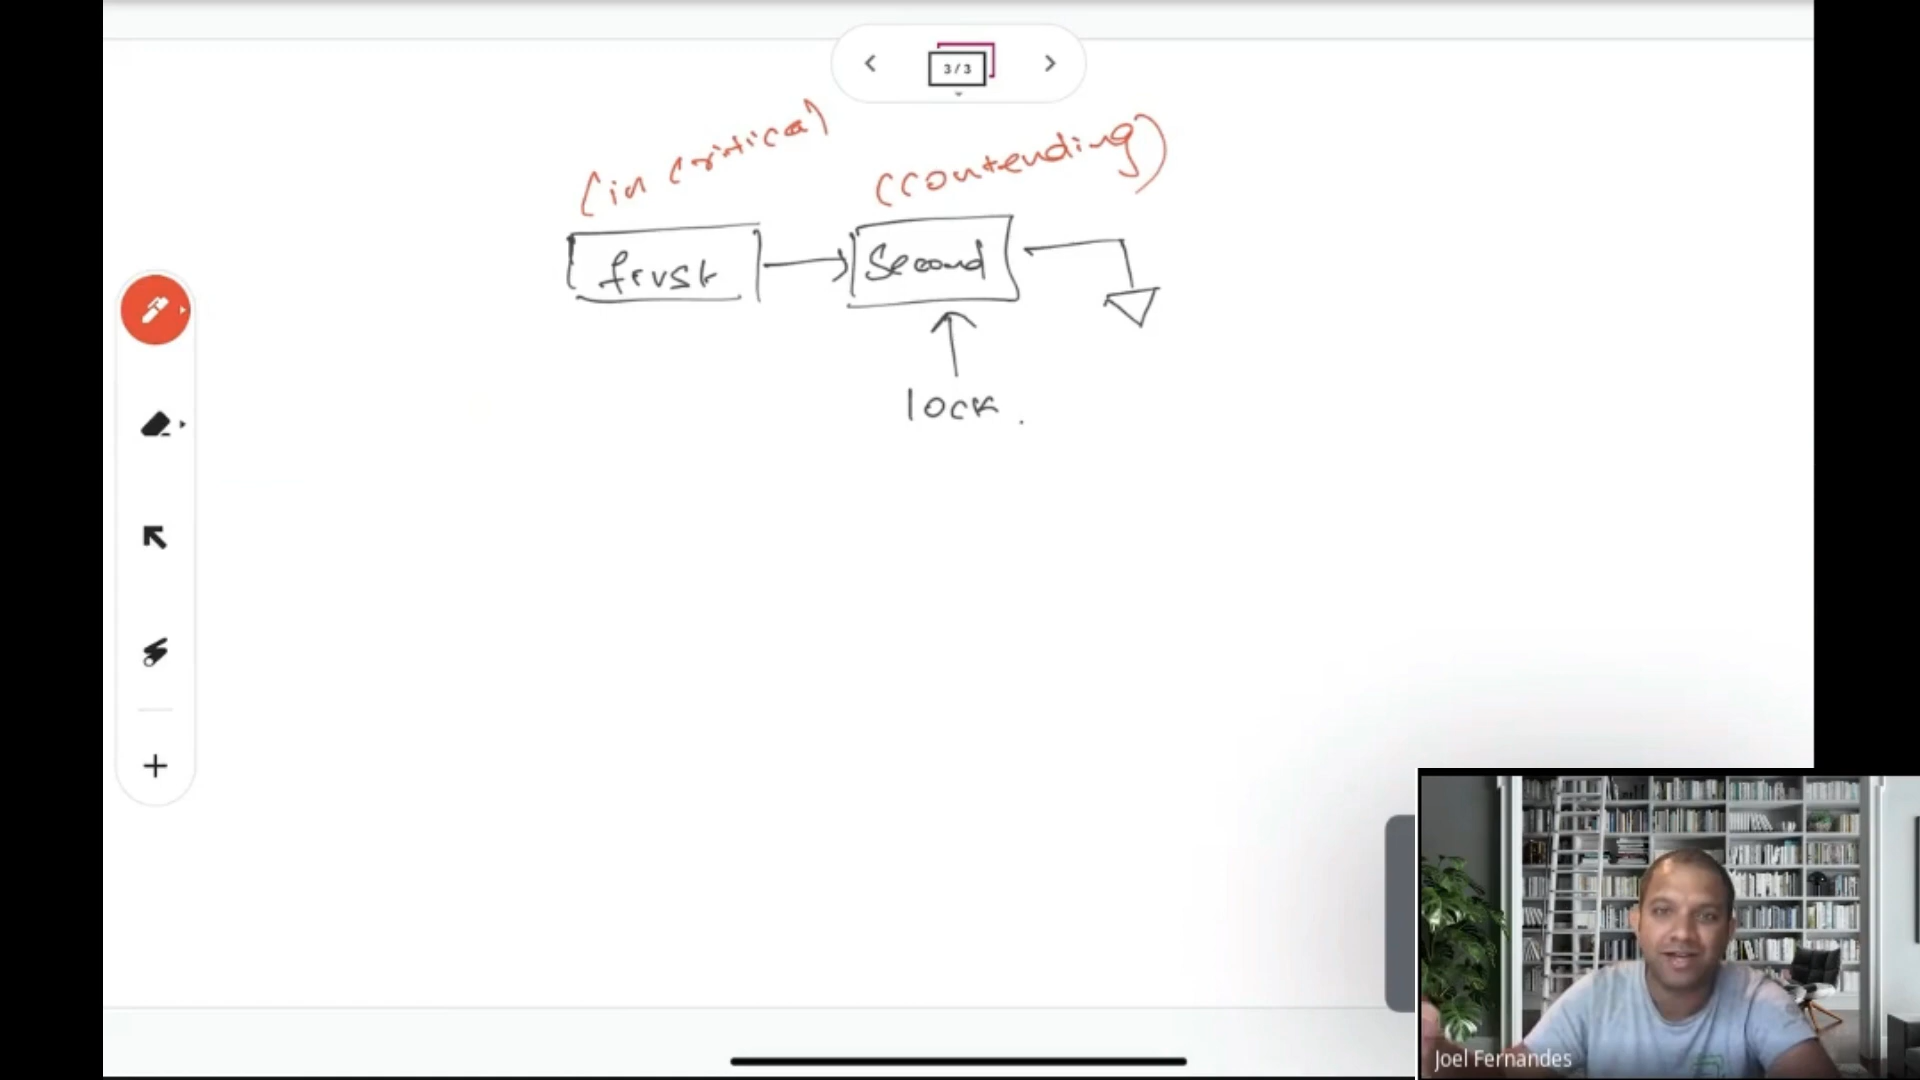 3/3
(in critical)
(contending)
first
Second
lock.
Joel Fernandes